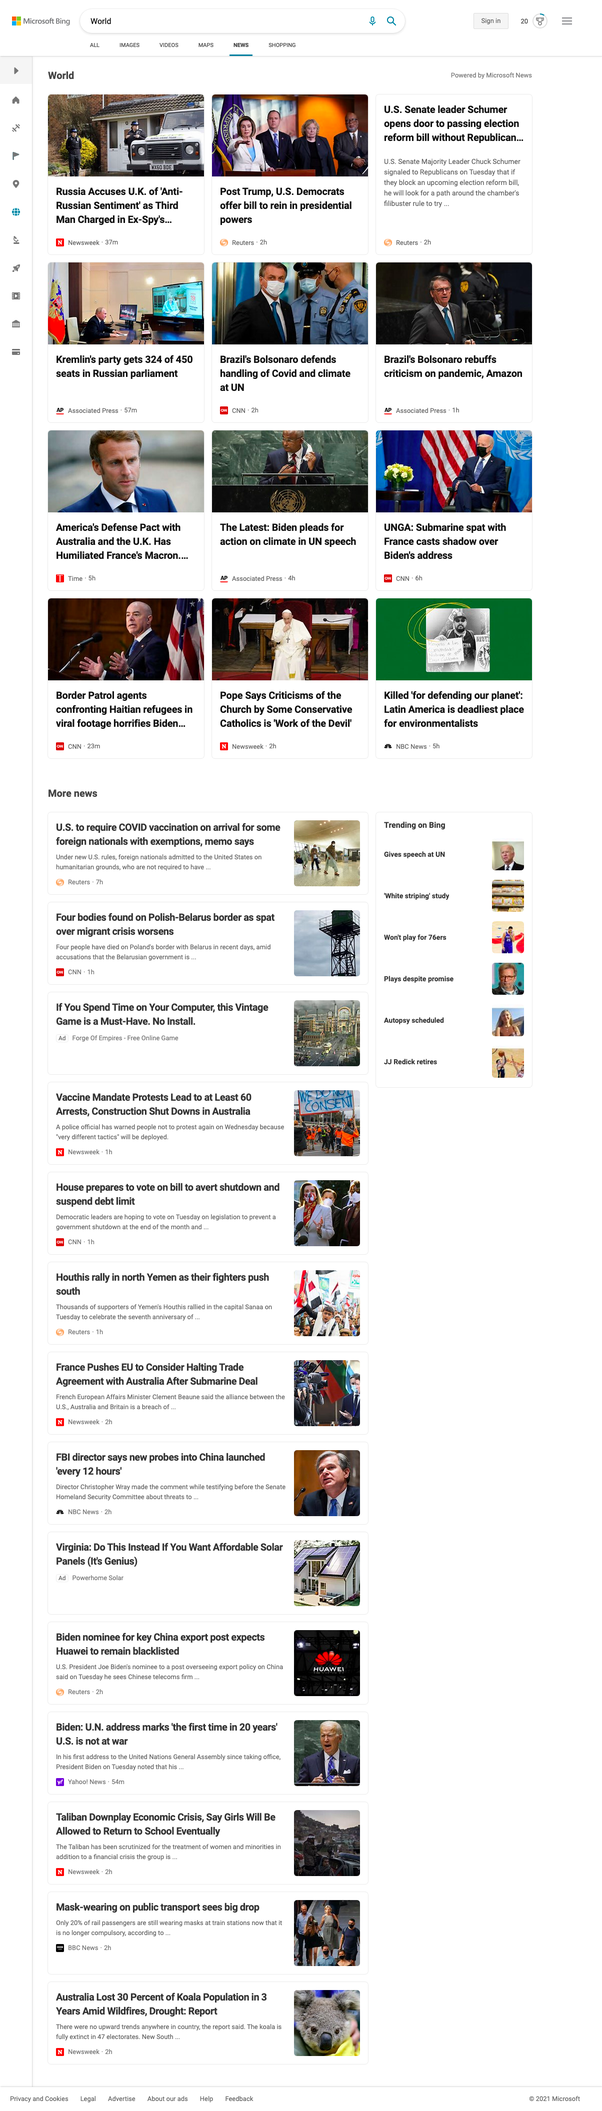 Microsoft Bing
World
Sign in
20
ALL
IMAGES
VIDEOS
MAPS
NEWS
SHOPPING
World
Powered by Microsoft News
Russia Accuses U.K. of 'Anti-
Russian Sentiment' as Third
Man Charged in Ex-Spy's...
Newsweek · 37m
Post Trump, U.S. Democrats
offer bill to rein in presidential
powers
Reuters · 2h
U.S. Senate leader Schumer
opens door to passing election
reform bill without Republican...
U.S. Senate Majority Leader Chuck Schumer
signaled to Republicans on Tuesday that if
they block an upcoming election reform bill,
he will look for a path around the chamber's
filibuster rule to try ...
Reuters · 2h
Kremlin's party gets 324 of 450
seats in Russian parliament
AP Associated Press · 57m
Brazil's Bolsonaro defends
handling of Covid and climate
at UN
CNN · 2h
Brazil's Bolsonaro rebuffs
criticism on pandemic, Amazon
AP Associated Press · 1h
America's Defense Pact with
Australia and the U.K. Has
Humiliated France's Macron....
Time · 5h
The Latest: Biden pleads for
action on climate in UN speech
AP Associated Press · 4h
UNGA: Submarine spat with
France casts shadow over
Biden's address
CNN · 6h
Border Patrol agents
confronting Haitian refugees in
viral footage horrifies Biden...
CNN · 23m
Pope Says Criticisms of the
Church by Some Conservative
Catholics is 'Work of the Devil'
Newsweek · 2h
Killed 'for defending our planet':
Latin America is deadliest place
for environmentalists
NBC News · 5h
More news
U.S. to require COVID vaccination on arrival for some
foreign nationals with exemptions, memo says
Under new U.S. rules, foreign nationals admitted to the United States on
humanitarian grounds, who are not required to have ...
Reuters · 7h
Four bodies found on Polish-Belarus border as spat
over migrant crisis worsens
Four people have died on Poland's border with Belarus in recent days, amid
accusations that the Belarusian government is ...
CNN · 1h
If You Spend Time on Your Computer, this Vintage
Game is a Must-Have. No Install.
Ad Forge Of Empires - Free Online Game
Vaccine Mandate Protests Lead to at Least 60
Arrests, Construction Shut Downs in Australia
A police official has warned people not to protest again on Wednesday because
"very different tactics" will be deployed.
Newsweek · 1h
CONSENT
House prepares to vote on bill to avert shutdown and
suspend debt limit
Democratic leaders are hoping to vote on Tuesday on legislation to prevent a
government shutdown at the end of the month and ...
CNN · 1h
Houthis rally in north Yemen as their fighters push
south
Thousands of supporters of Yemen's Houthis rallied in the capital Sanaa on
Tuesday to celebrate the seventh anniversary of ...
Reuters · 1h
France Pushes EU to Consider Halting Trade
Agreement with Australia After Submarine Deal
French European Affairs Minister Clement Beaune said the alliance between the
U.S., Australia and Britain is a breach of ...
Newsweek · 2h
FBI director says new probes into China launched
'every 12 hours'
Director Christopher Wray made the comment while testifying before the Senate
Homeland Security Committee about threats to ...
NBC News · 2h
Virginia: Do This Instead If You Want Affordable Solar
Panels (It's Genius)
Ad Powerhome Solar
Biden nominee for key China export post expects
Huawei to remain blacklisted
U.S. President Joe Biden's nominee to a post overseeing export policy on China
said on Tuesday he sees Chinese telecoms firm ...
Reuters · 2h
HUAWEI
Biden: U.N. address marks 'the first time in 20 years'
U.S. is not at war
In his first address to the United Nations General Assembly since taking office,
President Biden on Tuesday noted that his ...
Yahoo! News · 54m
Taliban Downplay Economic Crisis, Say Girls Will Be
Allowed to Return to School Eventually
The Taliban has been scrutinized for the treatment of women and minorities in
addition to a financial crisis the group is ...
Newsweek · 2h
Mask-wearing on public transport sees big drop
Only 20% of rail passengers are still wearing masks at train stations now that it
is no longer compulsory, according to ...
BBC News · 2h
Australia Lost 30 Percent of Koala Population in 3
Years Amid Wildfires, Drought: Report
There were no upward trends anywhere in country, the report said. The koala is
fully extinct in 47 electorates. New South ...
Newsweek · 2h
Trending on Bing
Gives speech at UN
'White striping' study
Won't play for 76ers
Plays despite promise
Autopsy scheduled
JJ Redick retires
Privacy and Cookies
Legal
Advertise
About our ads
Help
Feedback
© 2021 Microsoft